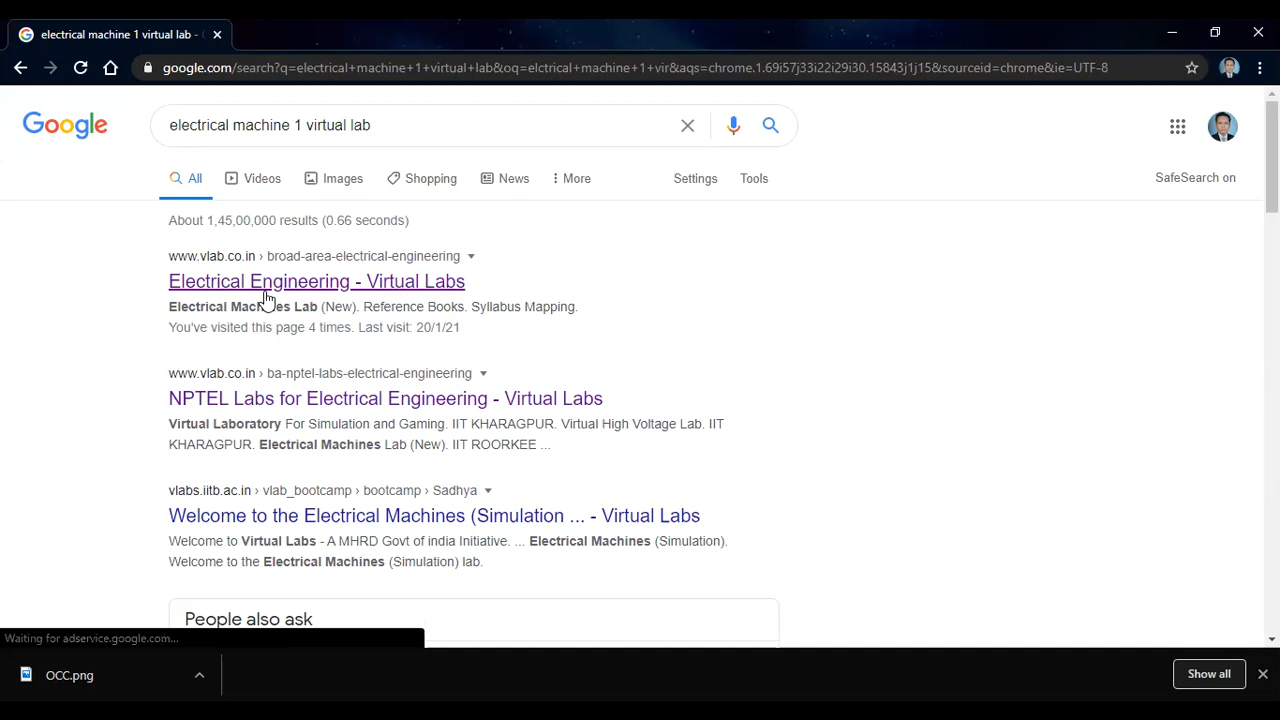 electrical machine 1 virtual lab -
google.com/search?q=electrical+machine+1+virtual+lab&oq=elctrical+machine+1+vir&aqs=chrome.1.69i57j33i22i29i30.15843j1j15&sourceid=chrome&ie=UTF-8
Google
electrical machine 1 virtual lab
All Videos Images Shopping News More Settings Tools SafeSearch on
About 1,45,00,000 results (0.66 seconds)
www.vlab.co.in › broad-area-electrical-engineering
Electrical Engineering - Virtual Labs
Electrical Machines Lab (New). Reference Books. Syllabus Mapping.
You've visited this page 4 times. Last visit: 20/1/21
www.vlab.co.in › ba-nptel-labs-electrical-engineering
NPTEL Labs for Electrical Engineering - Virtual Labs
Virtual Laboratory For Simulation and Gaming. IIT KHARAGPUR. Virtual High Voltage Lab. IIT
KHARAGPUR. Electrical Machines Lab (New). IIT ROORKEE ...
vlabs.iitb.ac.in › vlab_bootcamp › bootcamp › Sadhya
Welcome to the Electrical Machines (Simulation ... - Virtual Labs
Welcome to Virtual Labs - A MHRD Govt of india Initiative. ... Electrical Machines (Simulation).
Welcome to the Electrical Machines (Simulation) lab.
People also ask
Waiting for adservice.google.com...
OCC.png
Show all